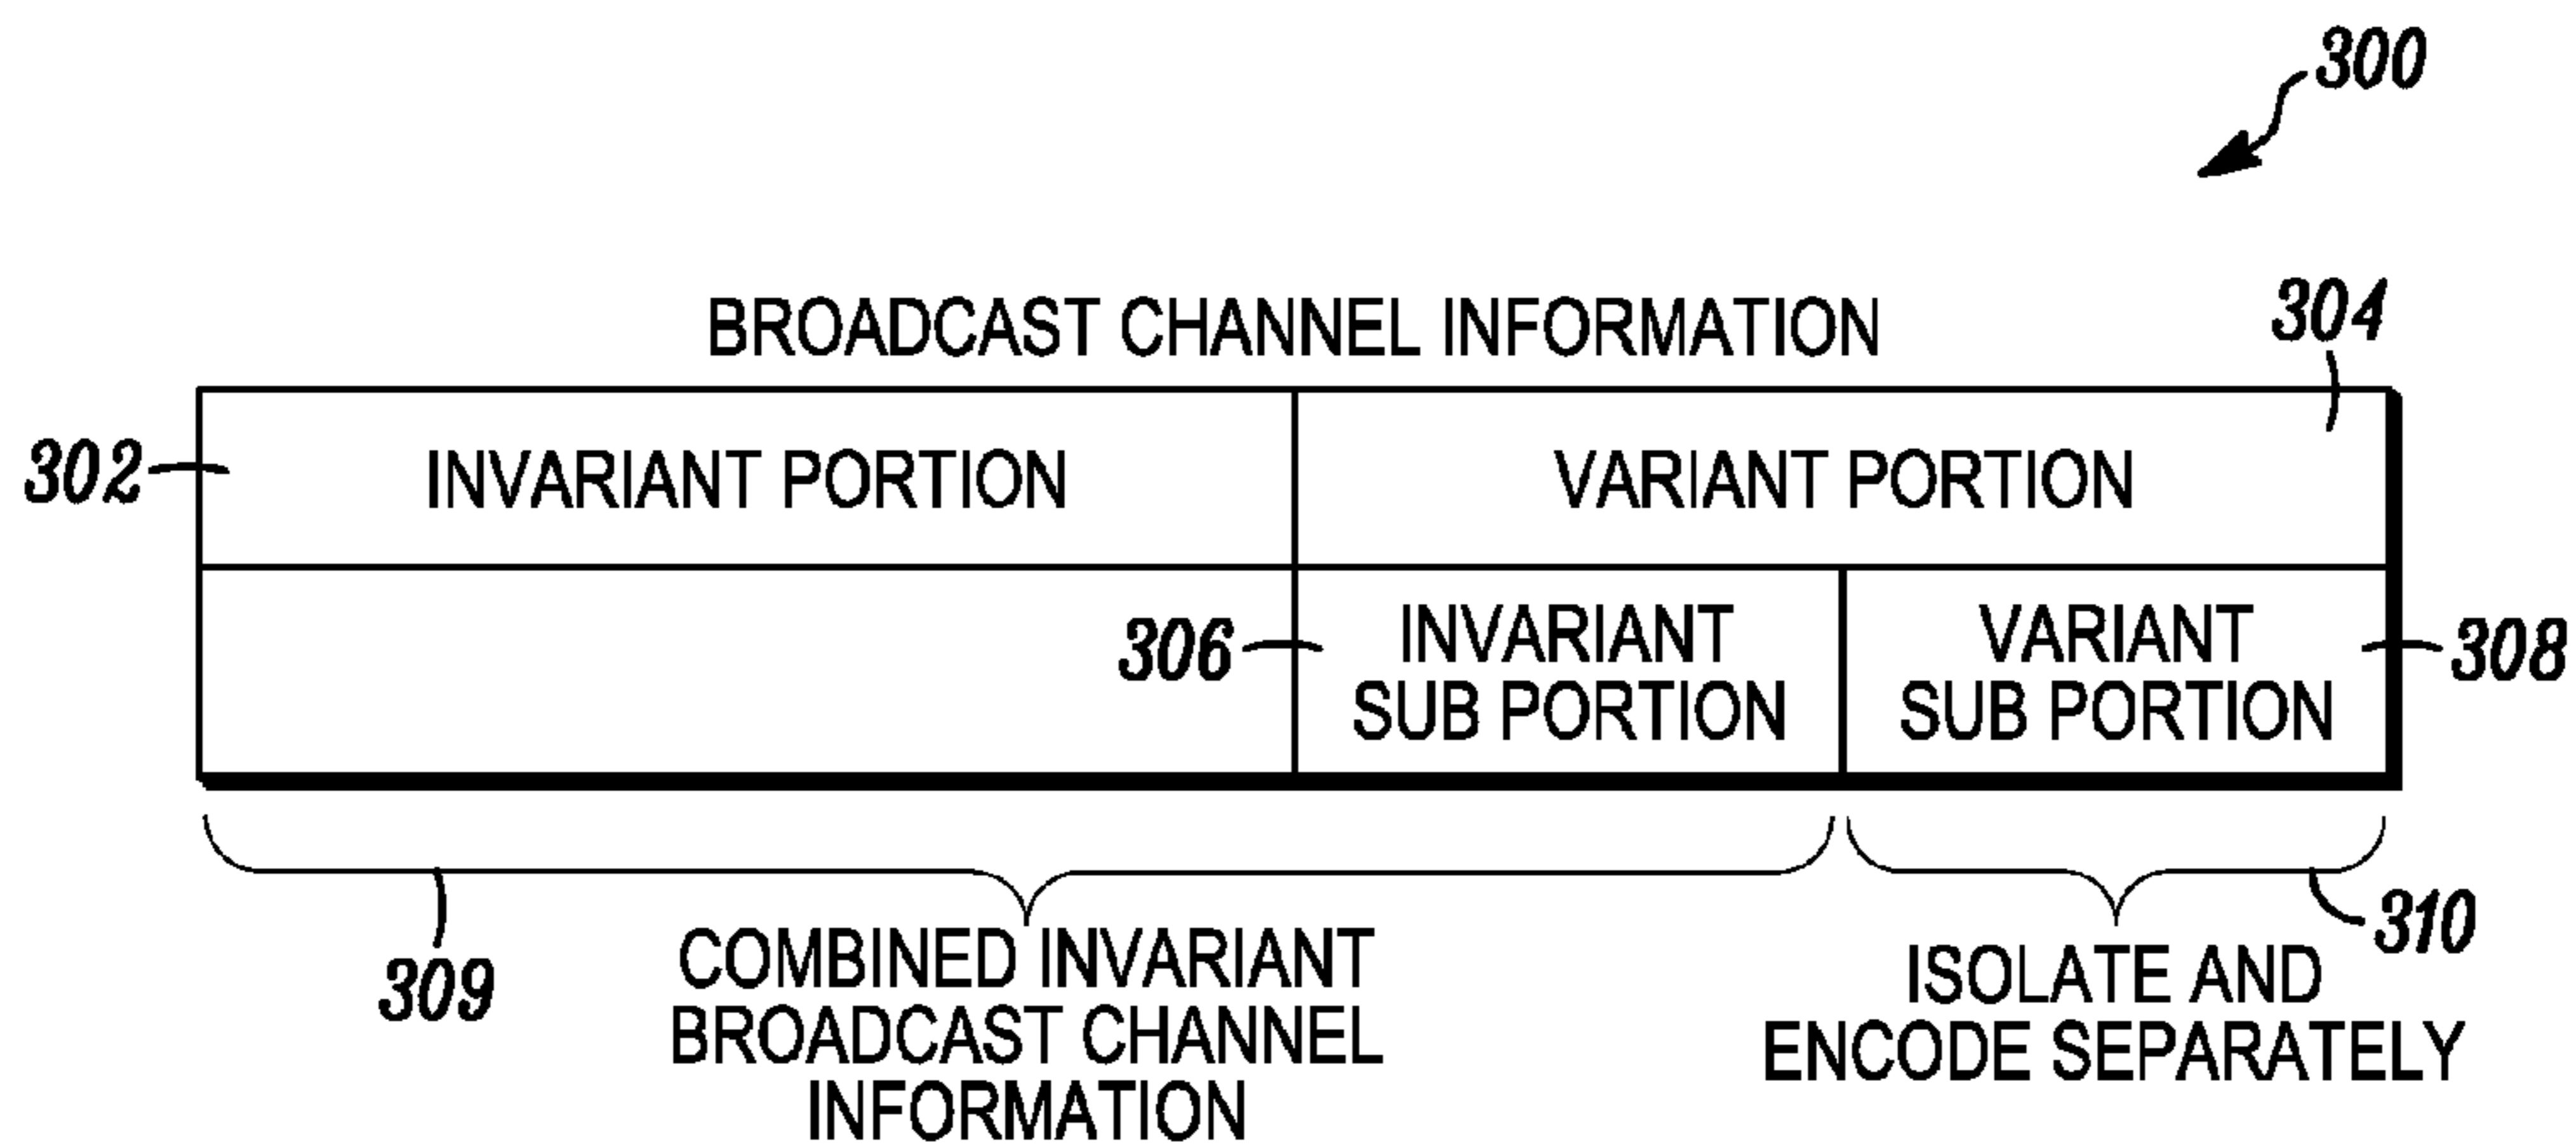 300
BROADCAST CHANNEL INFORMATION
304
302
INVARIANT PORTION
VARIANT PORTION
306
INVARIANT
SUB PORTION
VARIANT
SUB PORTION
308
309
COMBINED INVARIANT
BROADCAST CHANNEL
INFORMATION
310
ISOLATE AND
ENCODE SEPARATELY